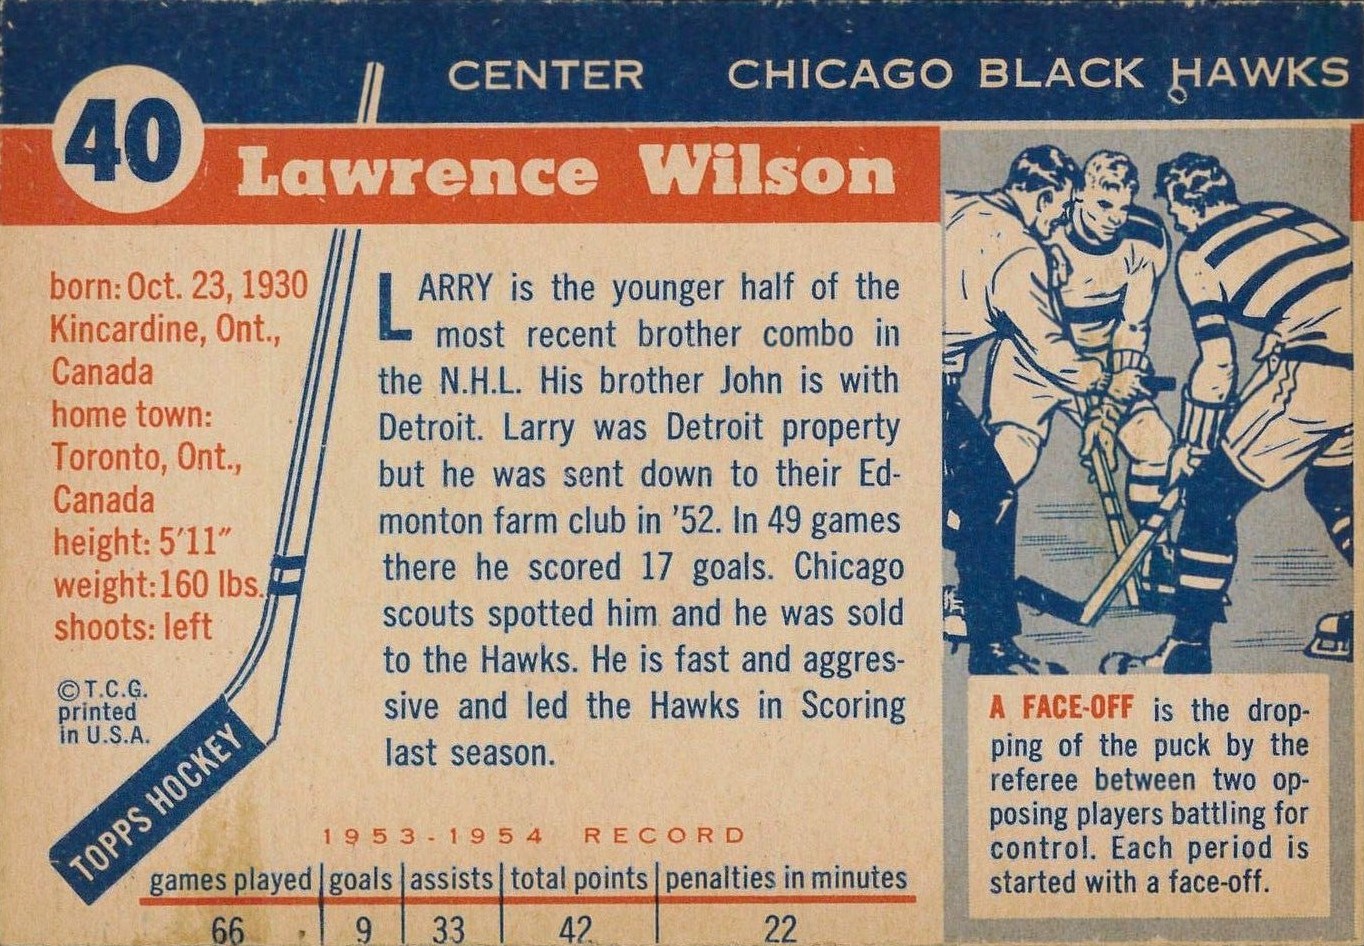 CENTER CHICAGO BLACK HAWKS
40
Lawrence Wilson
born: Oct. 23, 1930
Kincardine, Ont.,
Canada
home town:
Toronto, Ont.,
Canada
height: 5'11"
weight: 160 lbs.
shoots: left
© T.C.G.
printed
in U.S.A.
TOPPS HOCKEY
LARRY is the younger half of the
most recent brother combo in
the N.H.L. His brother John is with
Detroit. Larry was Detroit property
but he was sent down to their Ed-
monton farm club in '52. In 49 games
there he scored 17 goals. Chicago
scouts spotted him and he was sold
to the Hawks. He is fast and aggres-
sive and led the Hawks in Scoring
last season.
1953-1954 RECORD
games played goals assists total points penalties in minutes
66 9 33 42 22
A FACE-OFF is the drop-
ping of the puck by the
referee between two op-
posing players battling for
control. Each period is
started with a face-off.